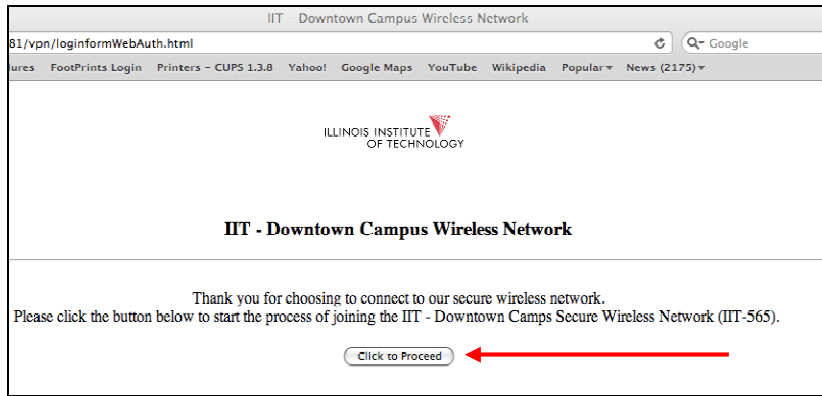 IIT - Downtown Campus Wireless Network
81/vpn/loginformWebAuth.html
Google
lures FootPrints Login Printers - CUPS 1.3.8 Yahoo! Google Maps YouTube Wikipedia Popular News (2175)
ILLINOIS INSTITUTE
OF TECHNOLOGY
IIT - Downtown Campus Wireless Network
Thank you for choosing to connect to our secure wireless network.
Please click the button below to start the process of joining the IIT - Downtown Camps Secure Wireless Network (IIT-565).
Click to Proceed